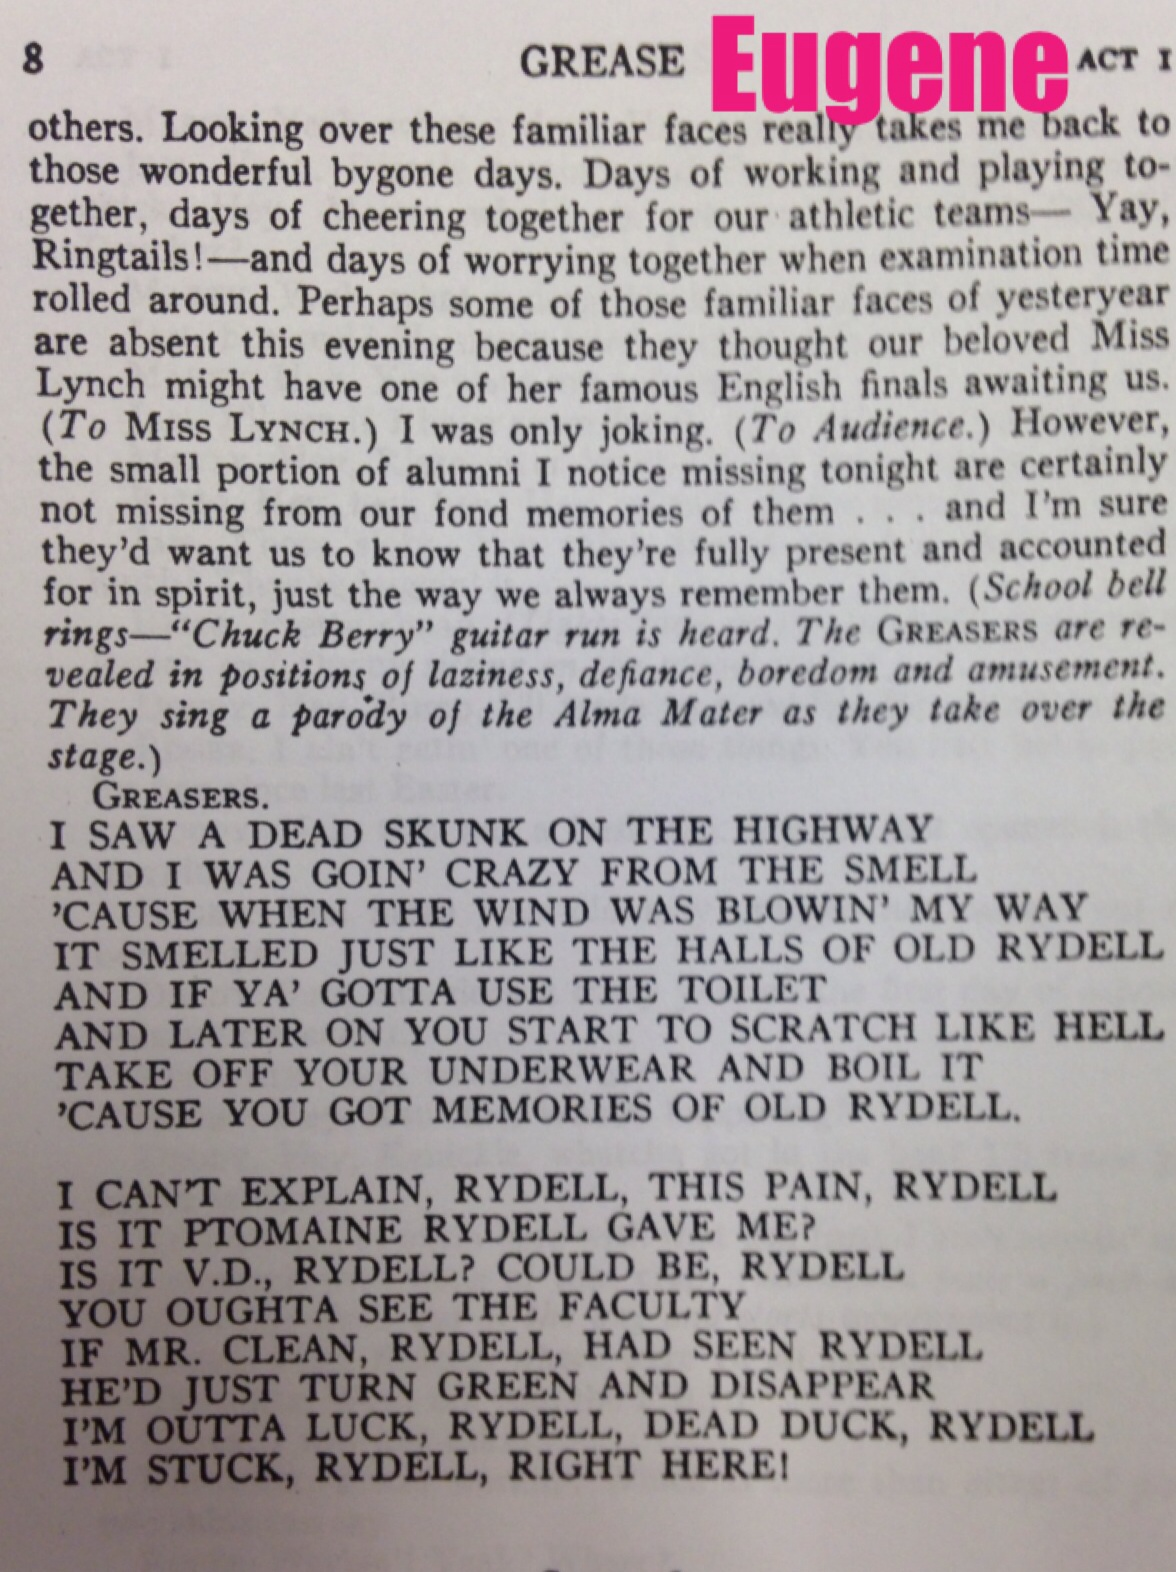 8 GREASE Eugene ACT I
others. Looking over these familiar faces really takes me back to
those wonderful bygone days. Days of working and playing to-
gether, days of cheering together for our athletic teams— Yay,
Ringtails!—and days of worrying together when examination time
rolled around. Perhaps some of those familiar faces of yesteryear
are absent this evening because they thought our beloved Miss
Lynch might have one of her famous English finals awaiting us.
(To MISS LYNCH.) I was only joking. (To Audience.) However,
the small portion of alumni I notice missing tonight are certainly
not missing from our fond memories of them . . . and I'm sure
they'd want us to know that they're fully present and accounted
for in spirit, just the way we always remember them. (School bell
rings—“Chuck Berry” guitar run is heard. The GREASERS are re-
vealed in positions of laziness, defiance, boredom and amusement.
They sing a parody of the Alma Mater as they take over the
stage.)
GREASERS.
I SAW A DEAD SKUNK ON THE HIGHWAY
AND I WAS GOIN' CRAZY FROM THE SMELL
'CAUSE WHEN THE WIND WAS BLOWIN' MY WAY
IT SMELLED JUST LIKE THE HALLS OF OLD RYDELL
AND IF YA' GOTTA USE THE TOILET
AND LATER ON YOU START TO SCRATCH LIKE HELL
TAKE OFF YOUR UNDERWEAR AND BOIL IT
'CAUSE YOU GOT MEMORIES OF OLD RYDELL.
I CAN'T EXPLAIN, RYDELL, THIS PAIN, RYDELL
IS IT PTOMAINE RYDELL GAVE ME?
IS IT V.D., RYDELL? COULD BE, RYDELL
YOU OUGHTA SEE THE FACULTY
IF MR. CLEAN, RYDELL, HAD SEEN RYDELL
HE'D JUST TURN GREEN AND DISAPPEAR
I'M OUTTA LUCK, RYDELL, DEAD DUCK, RYDELL
I'M STUCK, RYDELL, RIGHT HERE!